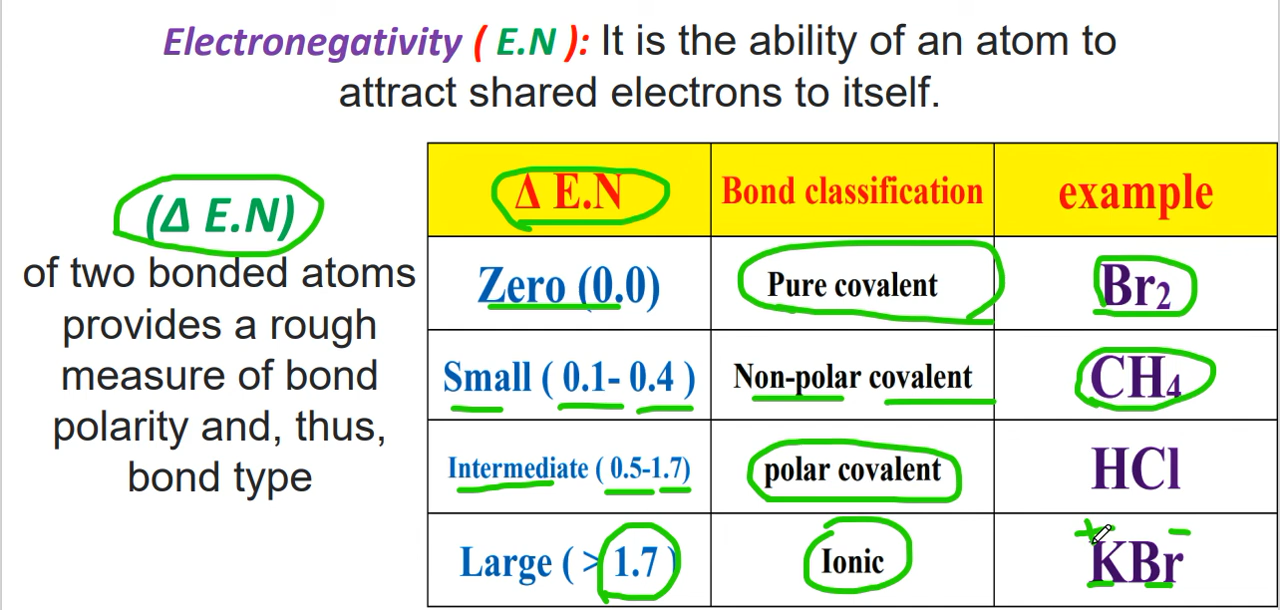 Electronegativity ( E.N ): It is the ability of an atom to
attract shared electrons to itself.
(Δ E.N)
of two bonded atoms
provides a rough
measure of bond
polarity and, thus,
bond type
Δ E.N Bond classification example
Zero (0.0) Pure covalent Br₂
Small ( 0.1- 0.4 ) Non-polar covalent CH₄
Intermediate ( 0.5-1.7) polar covalent HCl
Large ( > 1.7 ) Ionic KBr
+ -